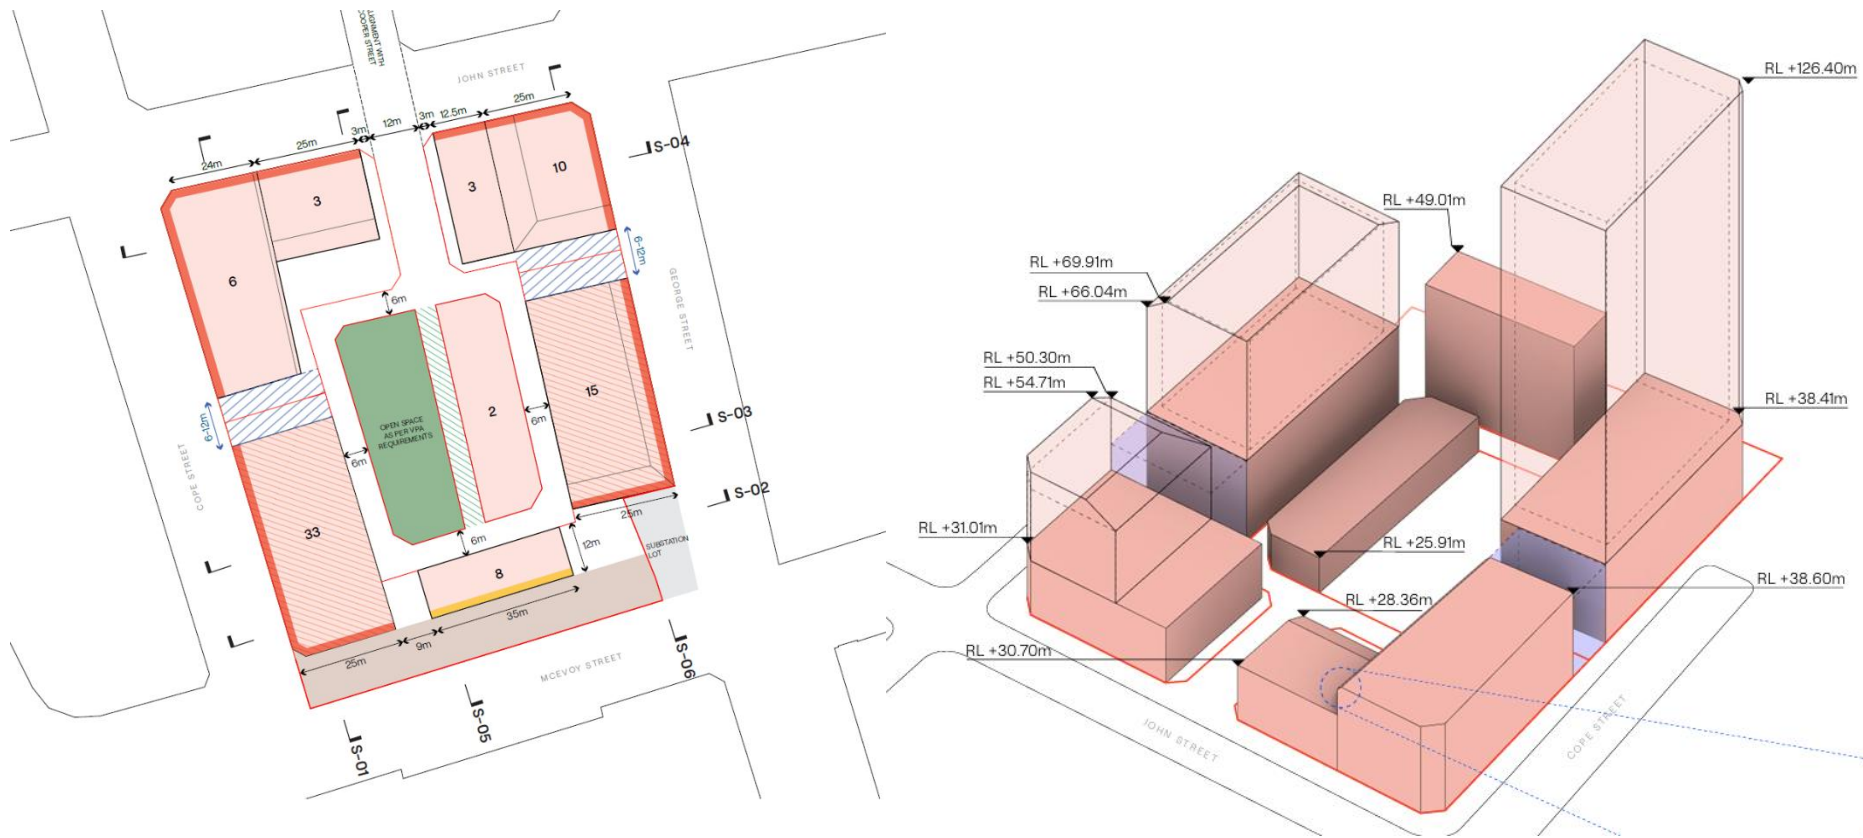 ALIGNMENT WITH
COOPER STREET
JOHN STREET
24m
25m
3m
12m
3m
12.5m
25m
S-04
3
3
10
6
6-12m
GEORGE STREET
6m
6-12m
2
15
OPEN SPACE
AS PER VPA
REQUIREMENTS
6m
6m
S-03
COPE STREET
S-02
33
25m
6m
12m
SUBSTATION
LOT
8
35m
25m
9m
MCEVOY STREET
S-06
S-05
S-01
RL +126.40m
RL +49.01m
RL +69.91m
RL +66.04m
RL +50.30m
RL +54.71m
RL +38.41m
RL +31.01m
RL +25.91m
RL +38.60m
RL +28.36m
RL +30.70m
JOHN STREET
COPE STREET